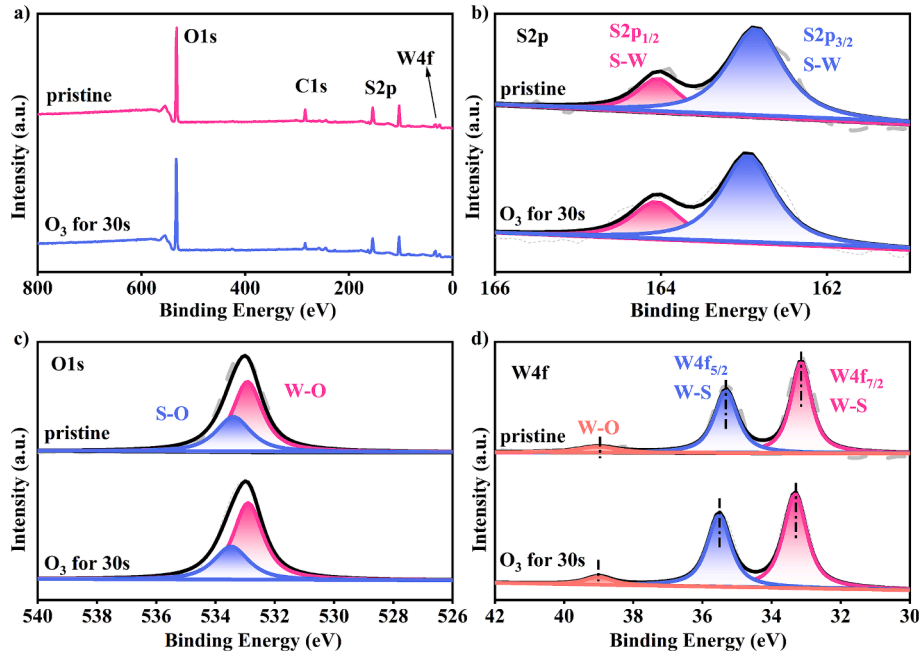 a)
O1s
W4f
C1s
S2p
pristine
O₃ for 30s
Intensity (a.u.)
800
600
400
200
0
Binding Energy (eV)
b)
S2p
S2p₁/₂
S-W
S2p₃/₂
S-W
pristine
O₃ for 30s
Intensity (a.u.)
166
164
162
Binding Energy (eV)
c)
O1s
S-O
W-O
pristine
O₃ for 30s
Intensity (a.u.)
540
538
536
534
532
530
528
526
Binding Energy (eV)
d)
W4f
W4f₅/₂
W-S
W4f₇/₂
W-S
W-O
pristine
O₃ for 30s
Intensity (a.u.)
42
40
38
36
34
32
30
Binding Energy (eV)